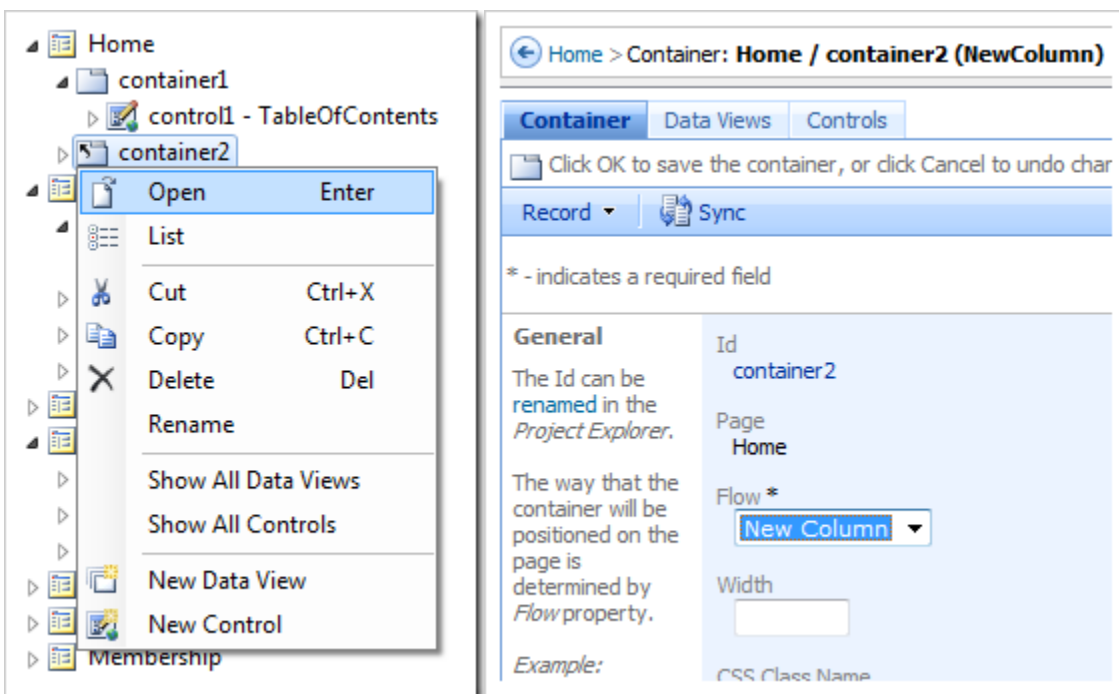 Home
container1
control1 - TableOfContents
container2
Open Enter
List
Cut Ctrl+X
Copy Ctrl+C
Delete Del
Rename
Show All Data Views
Show All Controls
New Data View
New Control
Membership
Home > Container: Home / container2 (NewColumn)
Container Data Views Controls
Click OK to save the container, or click Cancel to undo char
Record Sync
* - indicates a required field
General
The Id can be
renamed in the
Project Explorer.
The way that the
container will be
positioned on the
page is
determined by
Flow property.
Example:
Id
container2
Page
Home
Flow *
New Column
Width
CSS Class Name